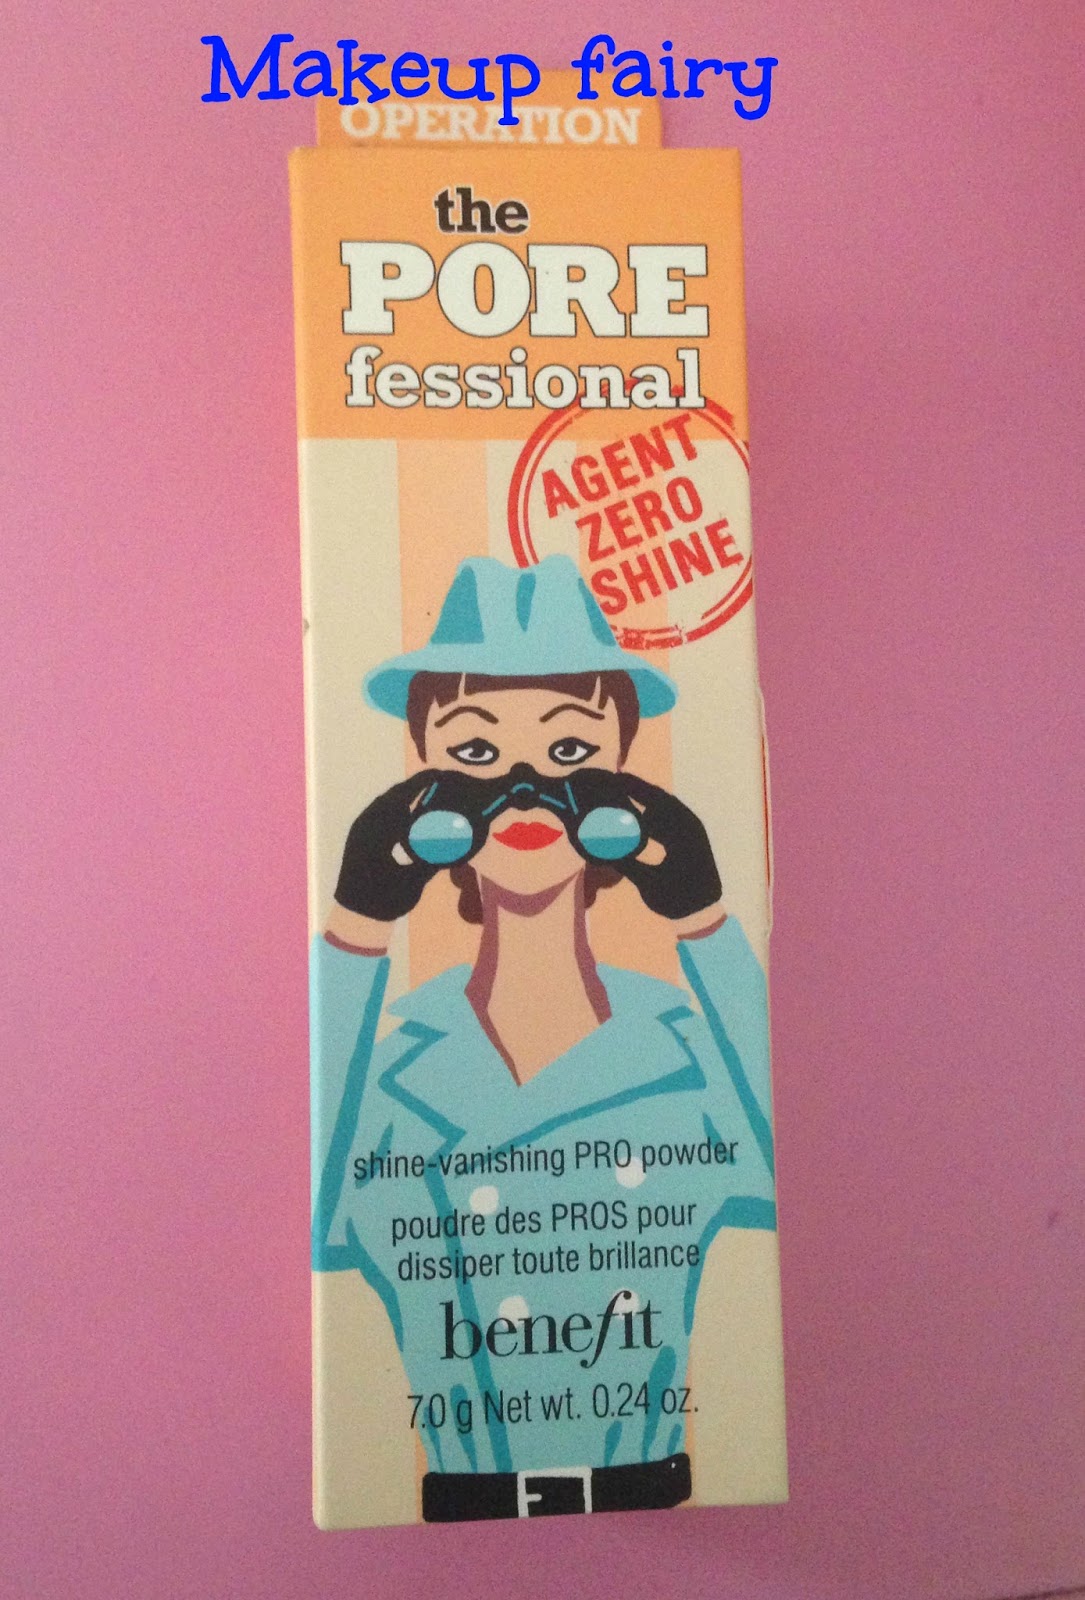 Makeup fairy
OPERATION
the
PORE
fessional
AGENT
ZERO
SHINE
shine-vanishing PRO powder
poudre des PROS pour
dissiper toute brillance
benefit
7.0 g Net wt. 0.24 oz.